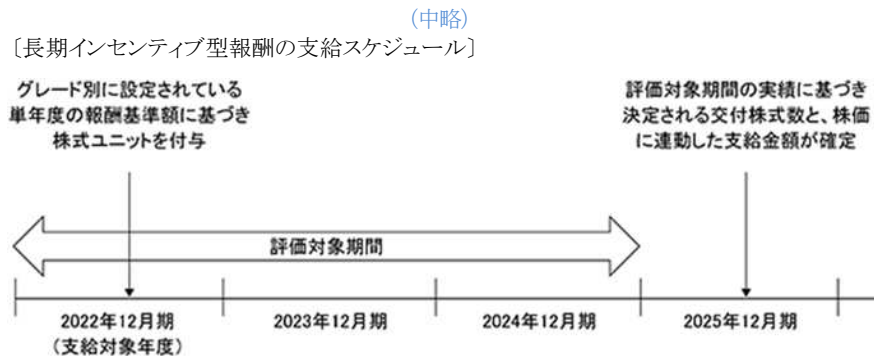 (中略)
〔長期インセンティブ型報酬の支給スケジュール〕
グレード別に設定されている
単年度の報酬基準額に基づき
株式ユニットを付与
評価対象期間の実績に基づき
決定される交付株式数と、株価
に連動した支給金額が確定
評価対象期間
2022年12月期
(支給対象年度)
2023年12月期
2024年12月期
2025年12月期